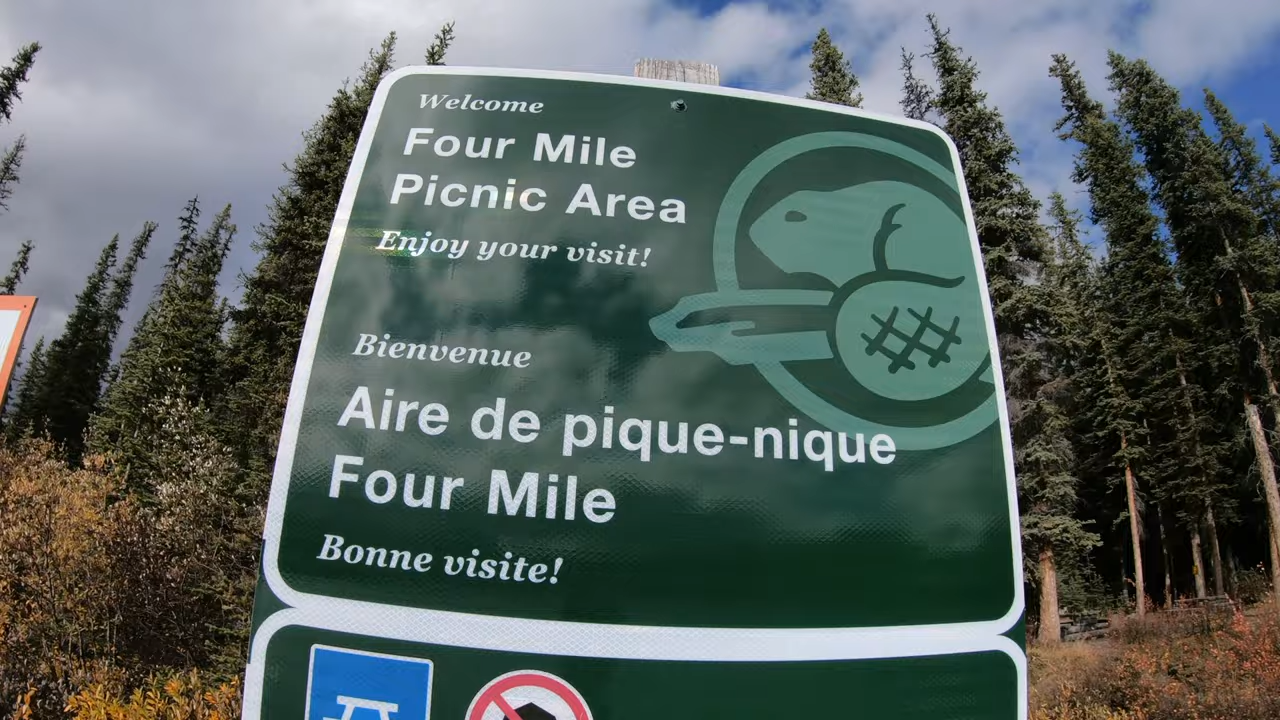 Welcome
Four Mile
Picnic Area
Enjoy your visit!
Bienvenue
Aire de pique-nique
Four Mile
Bonne visite!